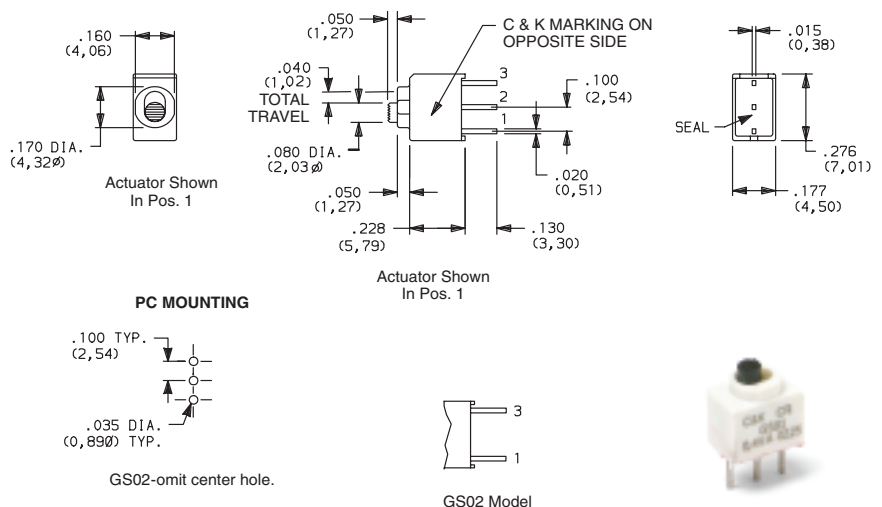 .160
(4,06)
.170 DIA.
(4,32Ø)
Actuator Shown
In Pos. 1
.050
(1,27)
C & K MARKING ON
OPPOSITE SIDE
.040
(1,02)
TOTAL
TRAVEL
3
2
1
.100
(2,54)
.080 DIA.
(2,03Ø)
.050
(1,27)
.020
(0,51)
.228
(5,79)
.130
(3,30)
Actuator Shown
In Pos. 1
.015
(0,38)
SEAL
.276
(7,01)
.177
(4,50)
PC MOUNTING
.100 TYP.
(2,54)
.035 DIA.
(0,89Ø) TYP.
GS02-omit center hole.
3
1
GS02 Model
C&K